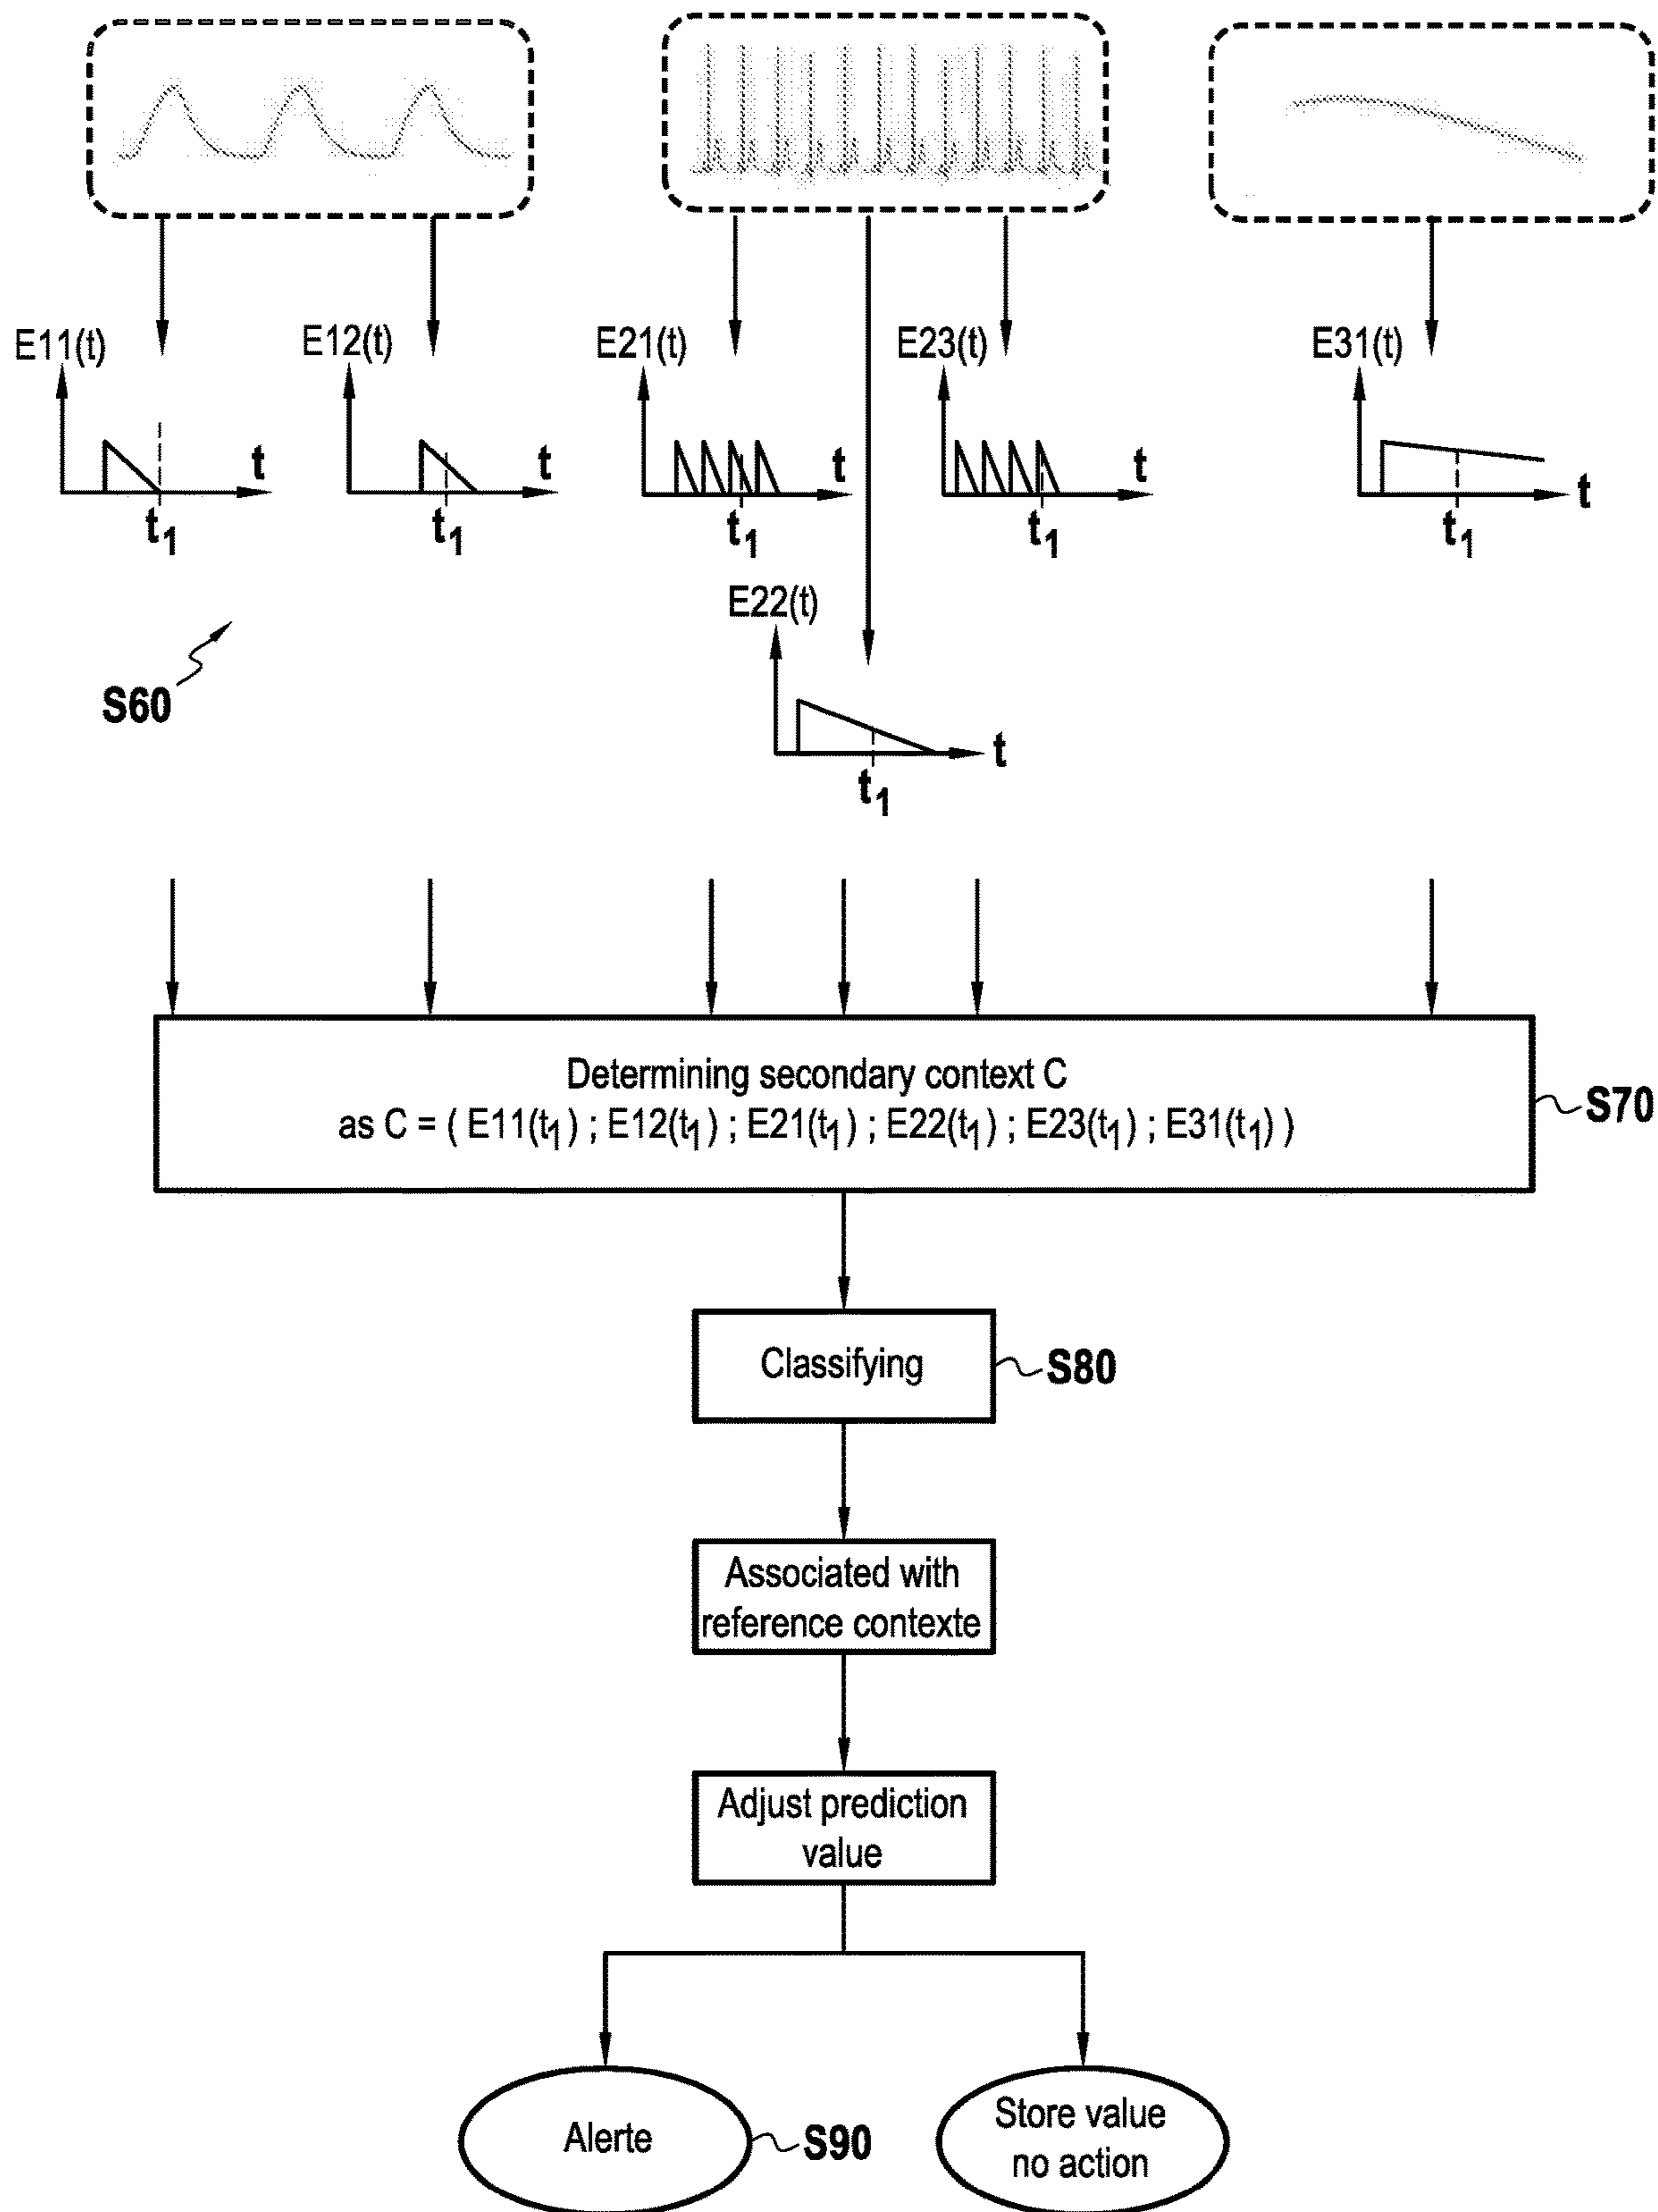 E11(t)
E12(t)
E21(t)
E23(t)
E31(t)
t
t
t
t
t
t1
t1
t1
t1
t1
E22(t)
S60
t
t1
Determining secondary context C
as C = ( E11(t1) ; E12(t1) ; E21(t1) ; E22(t1) ; E23(t1) ; E31(t1) )
S70
Classifying
S80
Associated with
reference contexte
Adjust prediction
value
Alerte
S90
Store value
no action